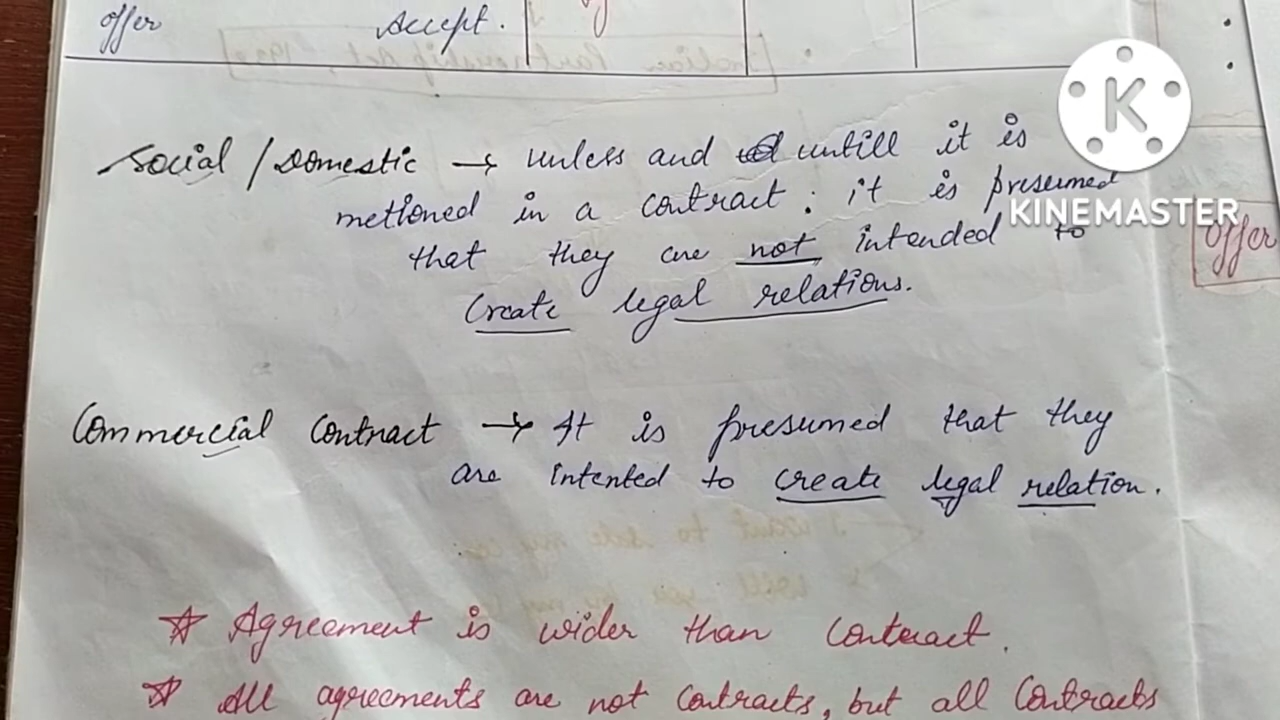 offer Accept.
Social / Domestic → unless and untill it is
metioned in a contract : it is presumed
that they are not intended to
Create legal relations.
Commercial Contract → It is presumed that they
are intented to create legal relation.
☆ Agreement is wider than Contract.
☆ All agreements are not contracts, but all Contracts
K
KINEMASTER
Offer